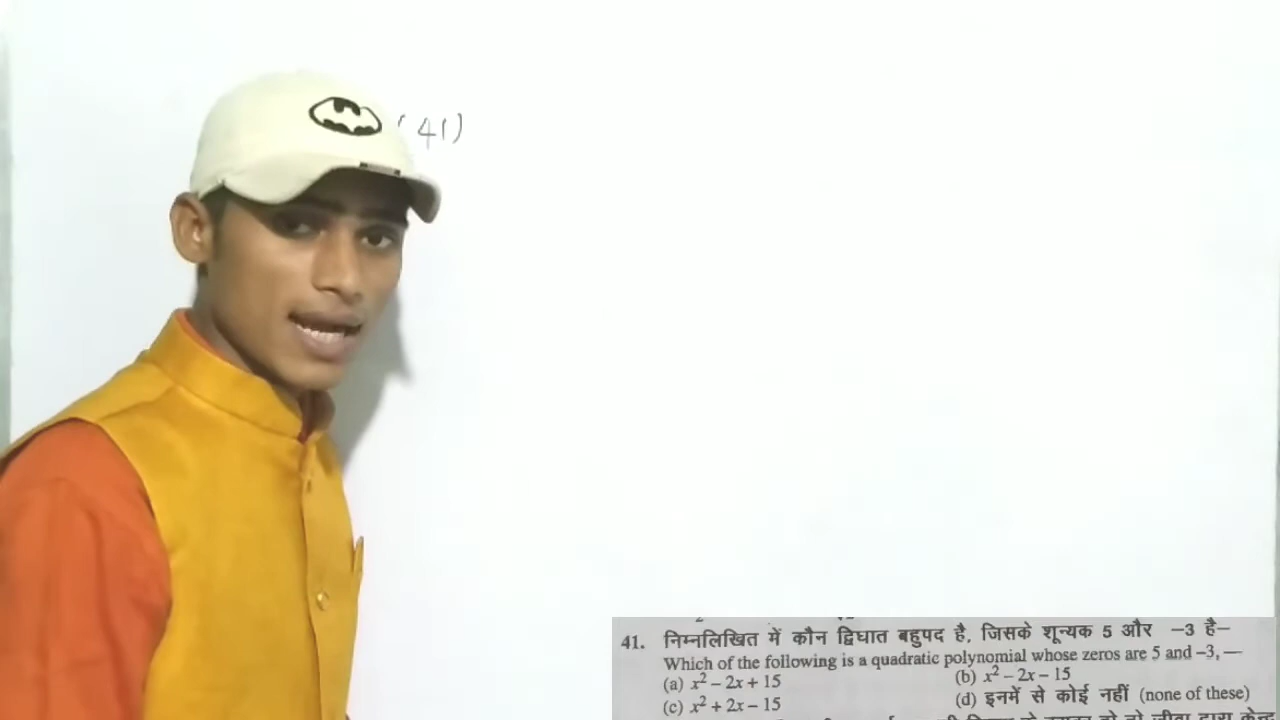 (41)
41. निम्नलिखित में कौन द्विघात बहुपद है, जिसके शून्यक 5 और –3 है–
Which of the following is a quadratic polynomial whose zeros are 5 and –3, —
(a) x² – 2x + 15 (b) x² – 2x – 15
(c) x² + 2x – 15 (d) इनमें से कोई नहीं (none of these)